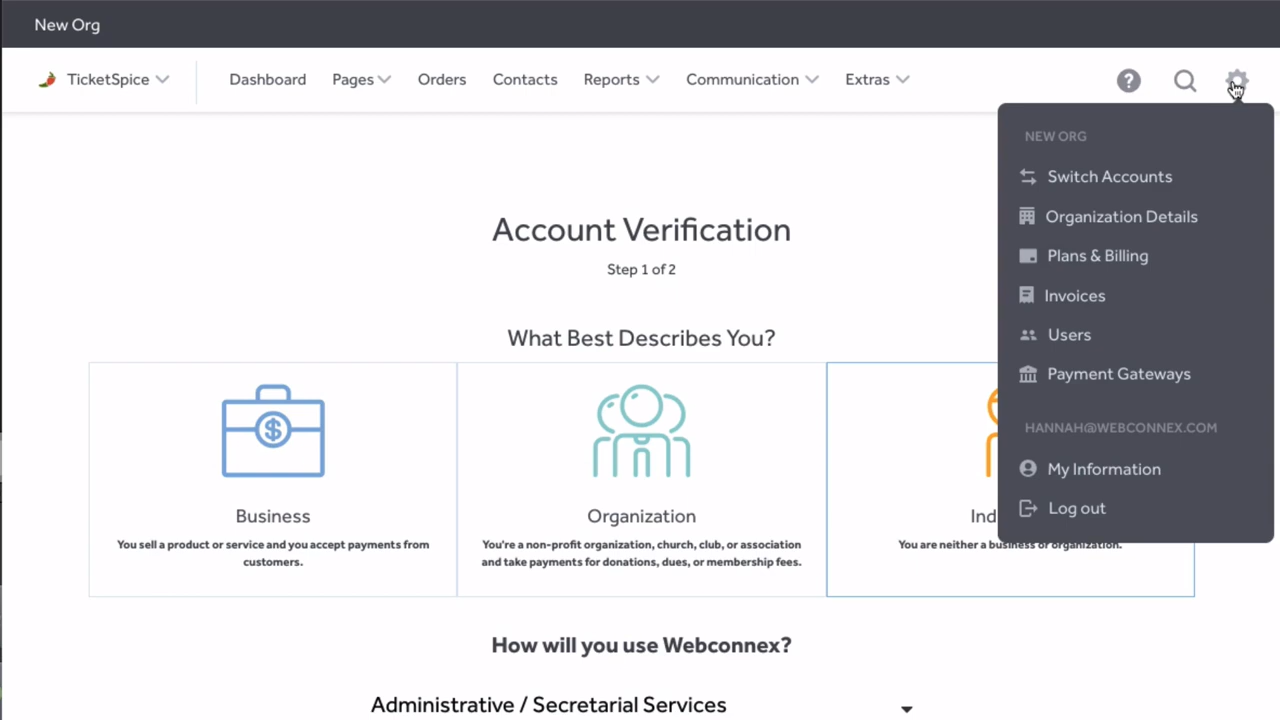 New Org
TicketSpice
Dashboard
Pages
Orders
Contacts
Reports
Communication
Extras
?
NEW ORG
Switch Accounts
Organization Details
Plans & Billing
Invoices
Users
Payment Gateways
HANNAH@WEBCONNEX.COM
My Information
Log out
Account Verification
Step 1 of 2
What Best Describes You?
$
Business
You sell a product or service and you accept payments from
customers.
Organization
You're a non-profit organization, church, club, or association
and take payments for donations, dues, or membership fees.
Ind
You are neither a business or organization.
How will you use Webconnex?
Administrative / Secretarial Services